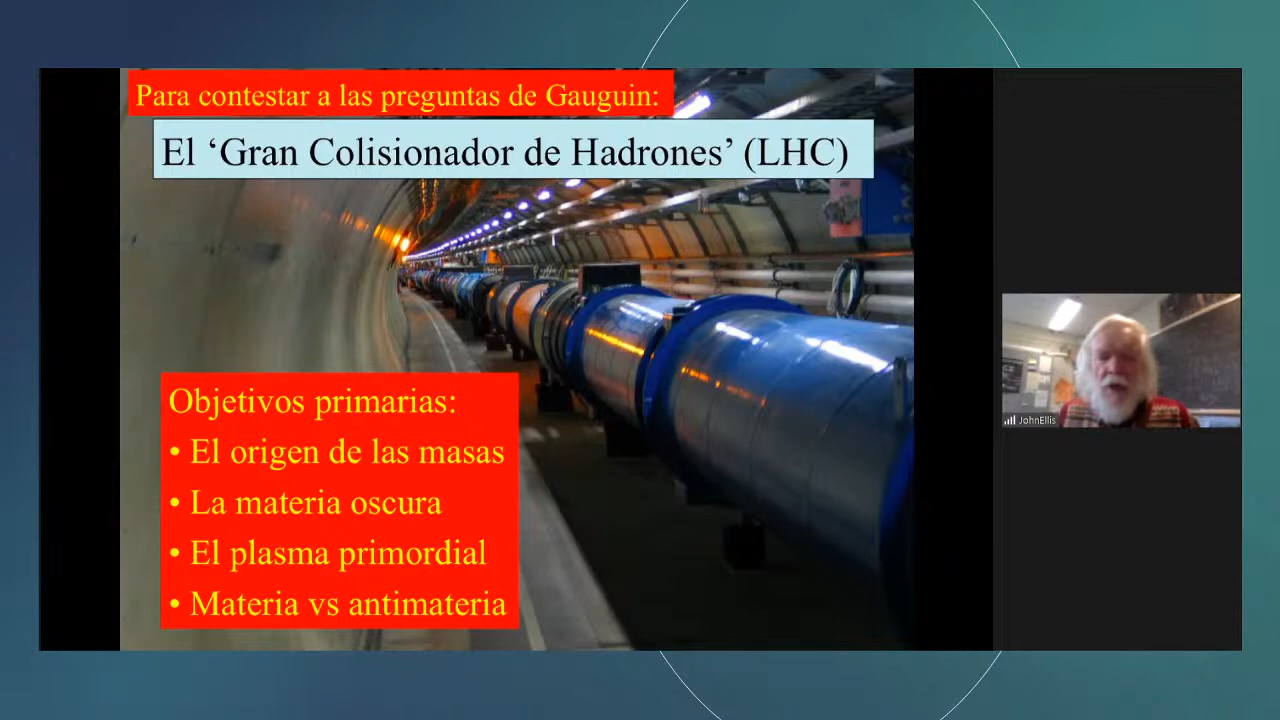 Para contestar a las preguntas de Gauguin:
El ‘Gran Colisionador de Hadrones’ (LHC)
Objetivos primarias:
• El origen de las masas
• La materia oscura
• El plasma primordial
• Materia vs antimateria
JohnEllis